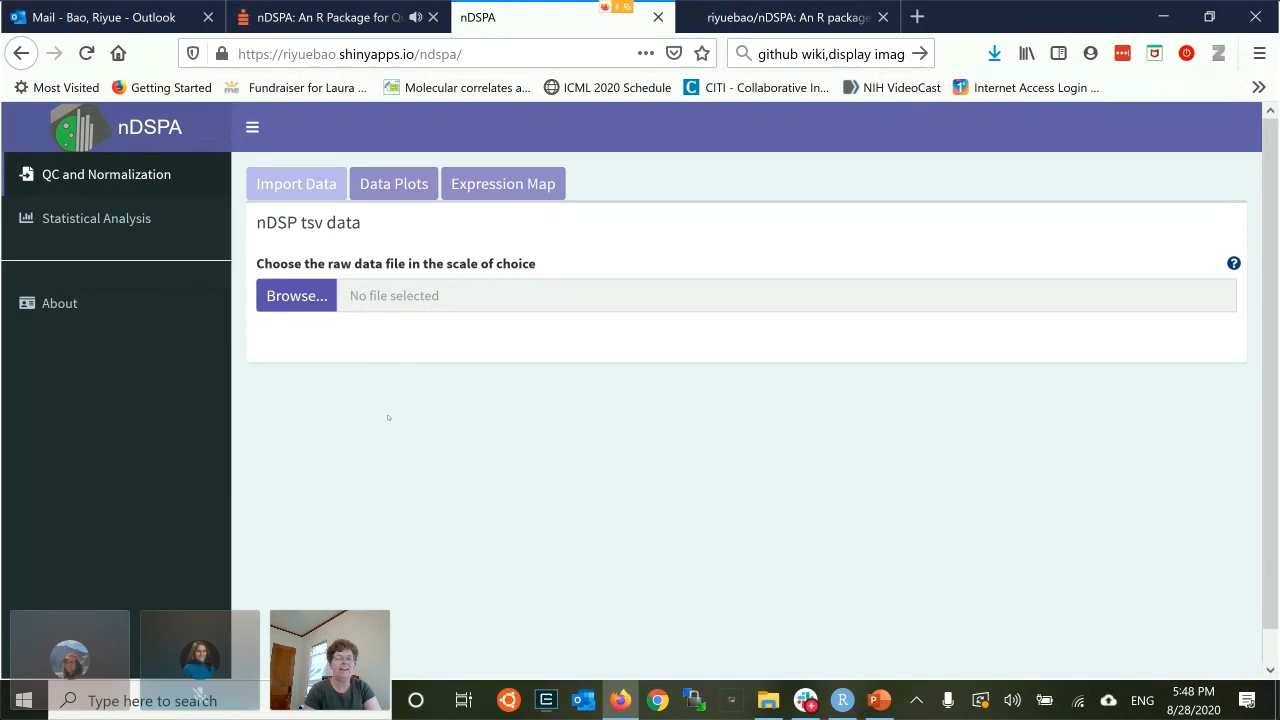 Mail - Bao, Riyue - Outlook
nDSPA: An R Package for Qu
nDSPA
riyuebao/nDSPA: An R package
https://riyuebao.shinyapps.io/ndspa/
github wiki,display imag
Most Visited
Getting Started
Fundraiser for Laura ...
Molecular correlates a...
ICML 2020 Schedule
CITI - Collaborative In...
NIH VideoCast
Internet Access Login ...
nDSPA
QC and Normalization
Statistical Analysis
About
Import Data
Data Plots
Expression Map
nDSP tsv data
Choose the raw data file in the scale of choice
Browse...
No file selected
Type here to search
ENG
5:48 PM
8/28/2020